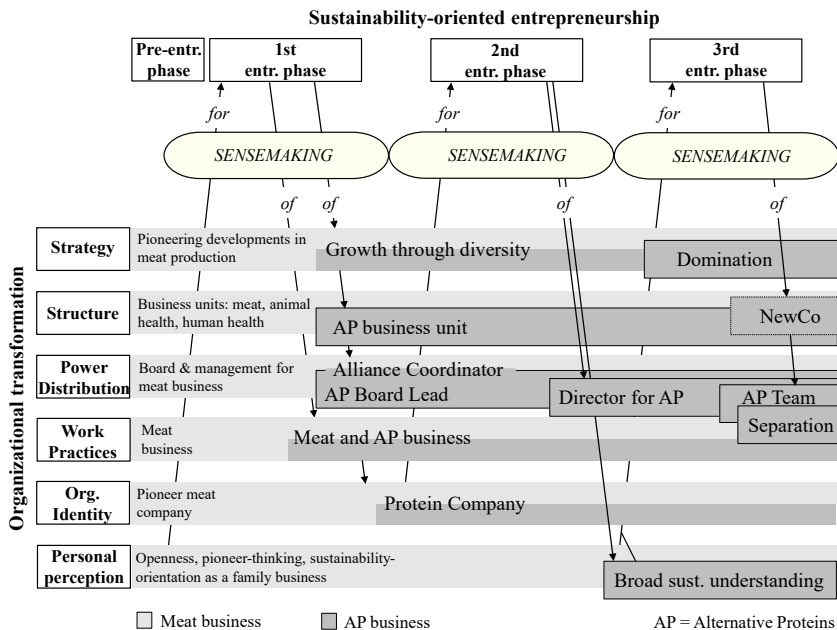 Sustainability-oriented entrepreneurship
Pre-entr.
phase
1st
entr. phase
2nd
entr. phase
3rd
entr. phase
for
for
for
SENSEMAKING
SENSEMAKING
SENSEMAKING
of
of
of
of
Organizational transformation
Strategy
Pioneering developments in
meat production
Growth through diversity
Domination
Structure
Business units: meat, animal
health, human health
AP business unit
NewCo
Power
Distribution
Board & management for
meat business
Alliance Coordinator
AP Board Lead
Director for AP
AP Team
Separation
Work
Practices
Meat
business
Meat and AP business
Org.
Identity
Pioneer meat
company
Protein Company
Personal
perception
Openness, pioneer-thinking, sustainability-
orientation as a family business
Broad sust. understanding
Meat business
AP business
AP = Alternative Proteins